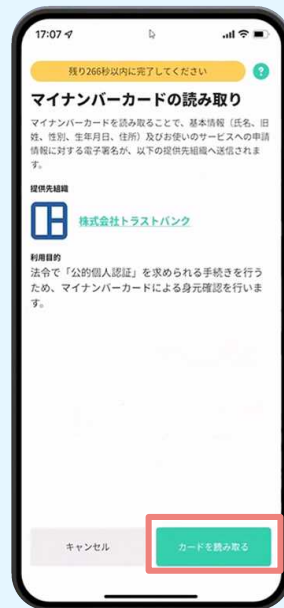 17:07
残り266秒以内に完了してください
?
マイナンバーカードの読み取り
マイナンバーカードを読み取ることで、基本情報（氏名、旧
姓、性別、生年月日、住所）及びお使いのサービスへの申請
情報に対する電子署名が、以下の提供先組織へ送信されま
す。
提供先組織
株式会社トラストバンク
利用目的
法令で「公的個人認証」を求められる手続きを行う
ため、マイナンバーカードによる身元確認を行いま
す。
キャンセル
カードを読み取る